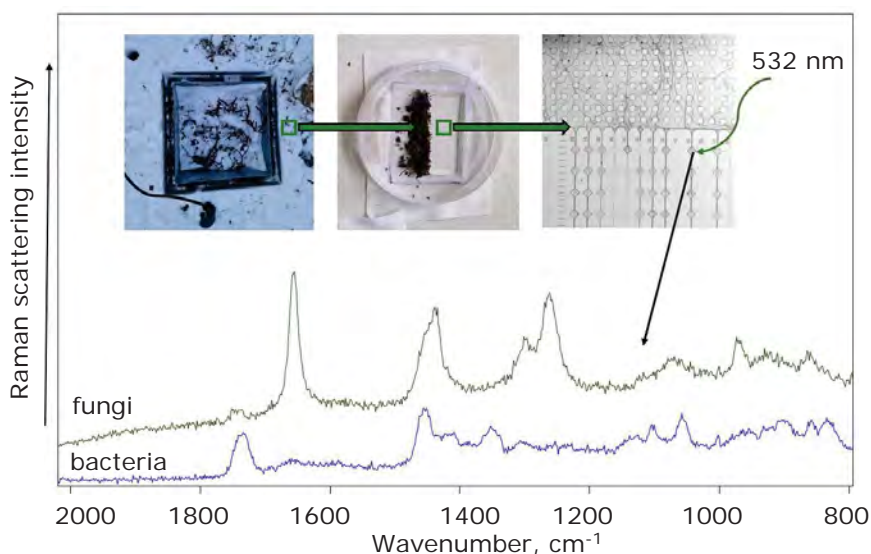 532 nm
Raman scattering intensity
fungi
bacteria
2000 1800 1600 1400 1200 1000 800
Wavenumber, cm⁻¹